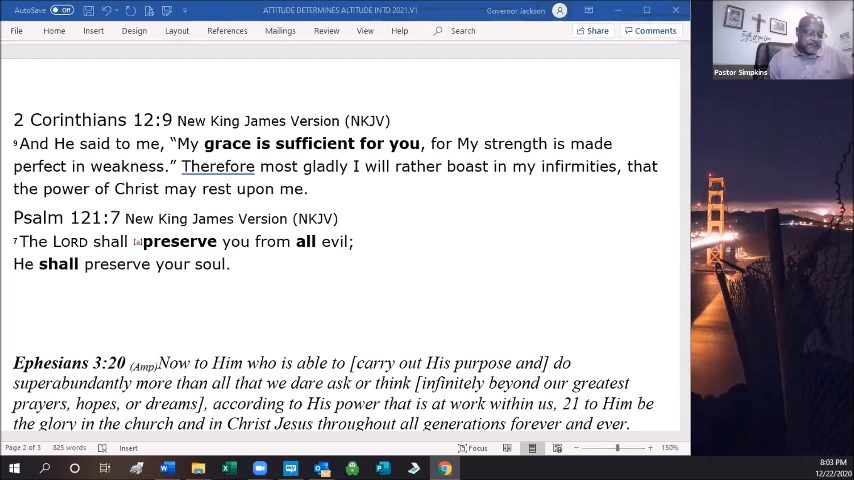 AutoSave Off ATTITUDE DETERMINES ALTITUDE INTO 2021.V1 Governor Jackson
File Home Insert Draw Design Layout References Mailings Review View Help Search Share Comments
Pastor Simpkins
2 Corinthians 12:9 New King James Version (NKJV)
9 And He said to me, “My grace is sufficient for you, for My strength is made
perfect in weakness.” Therefore most gladly I will rather boast in my infirmities, that
the power of Christ may rest upon me.
Psalm 121:7 New King James Version (NKJV)
7 The LORD shall [a]preserve you from all evil;
He shall preserve your soul.
Ephesians 3:20 (Amp)Now to Him who is able to [carry out His purpose and] do
superabundantly more than all that we dare ask or think [infinitely beyond our greatest
prayers, hopes, or dreams], according to His power that is at work within us, 21 to Him be
the glory in the church and in Christ Jesus throughout all generations forever and ever.
Page 2 of 3 825 words Insert Focus 150%
8:03 PM
12/22/2020